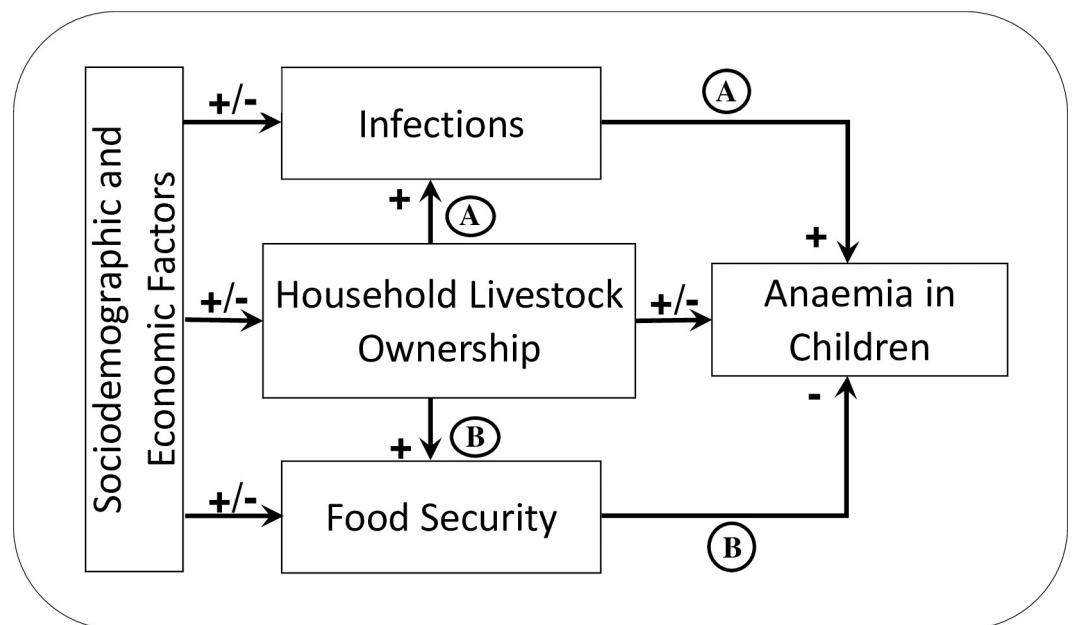 Sociodemographic and
Economic Factors
+/-
Infections
A
+
A
+
+/-
Household Livestock
Ownership
+/-
Anaemia in
Children
+
B
-
+/-
Food Security
B